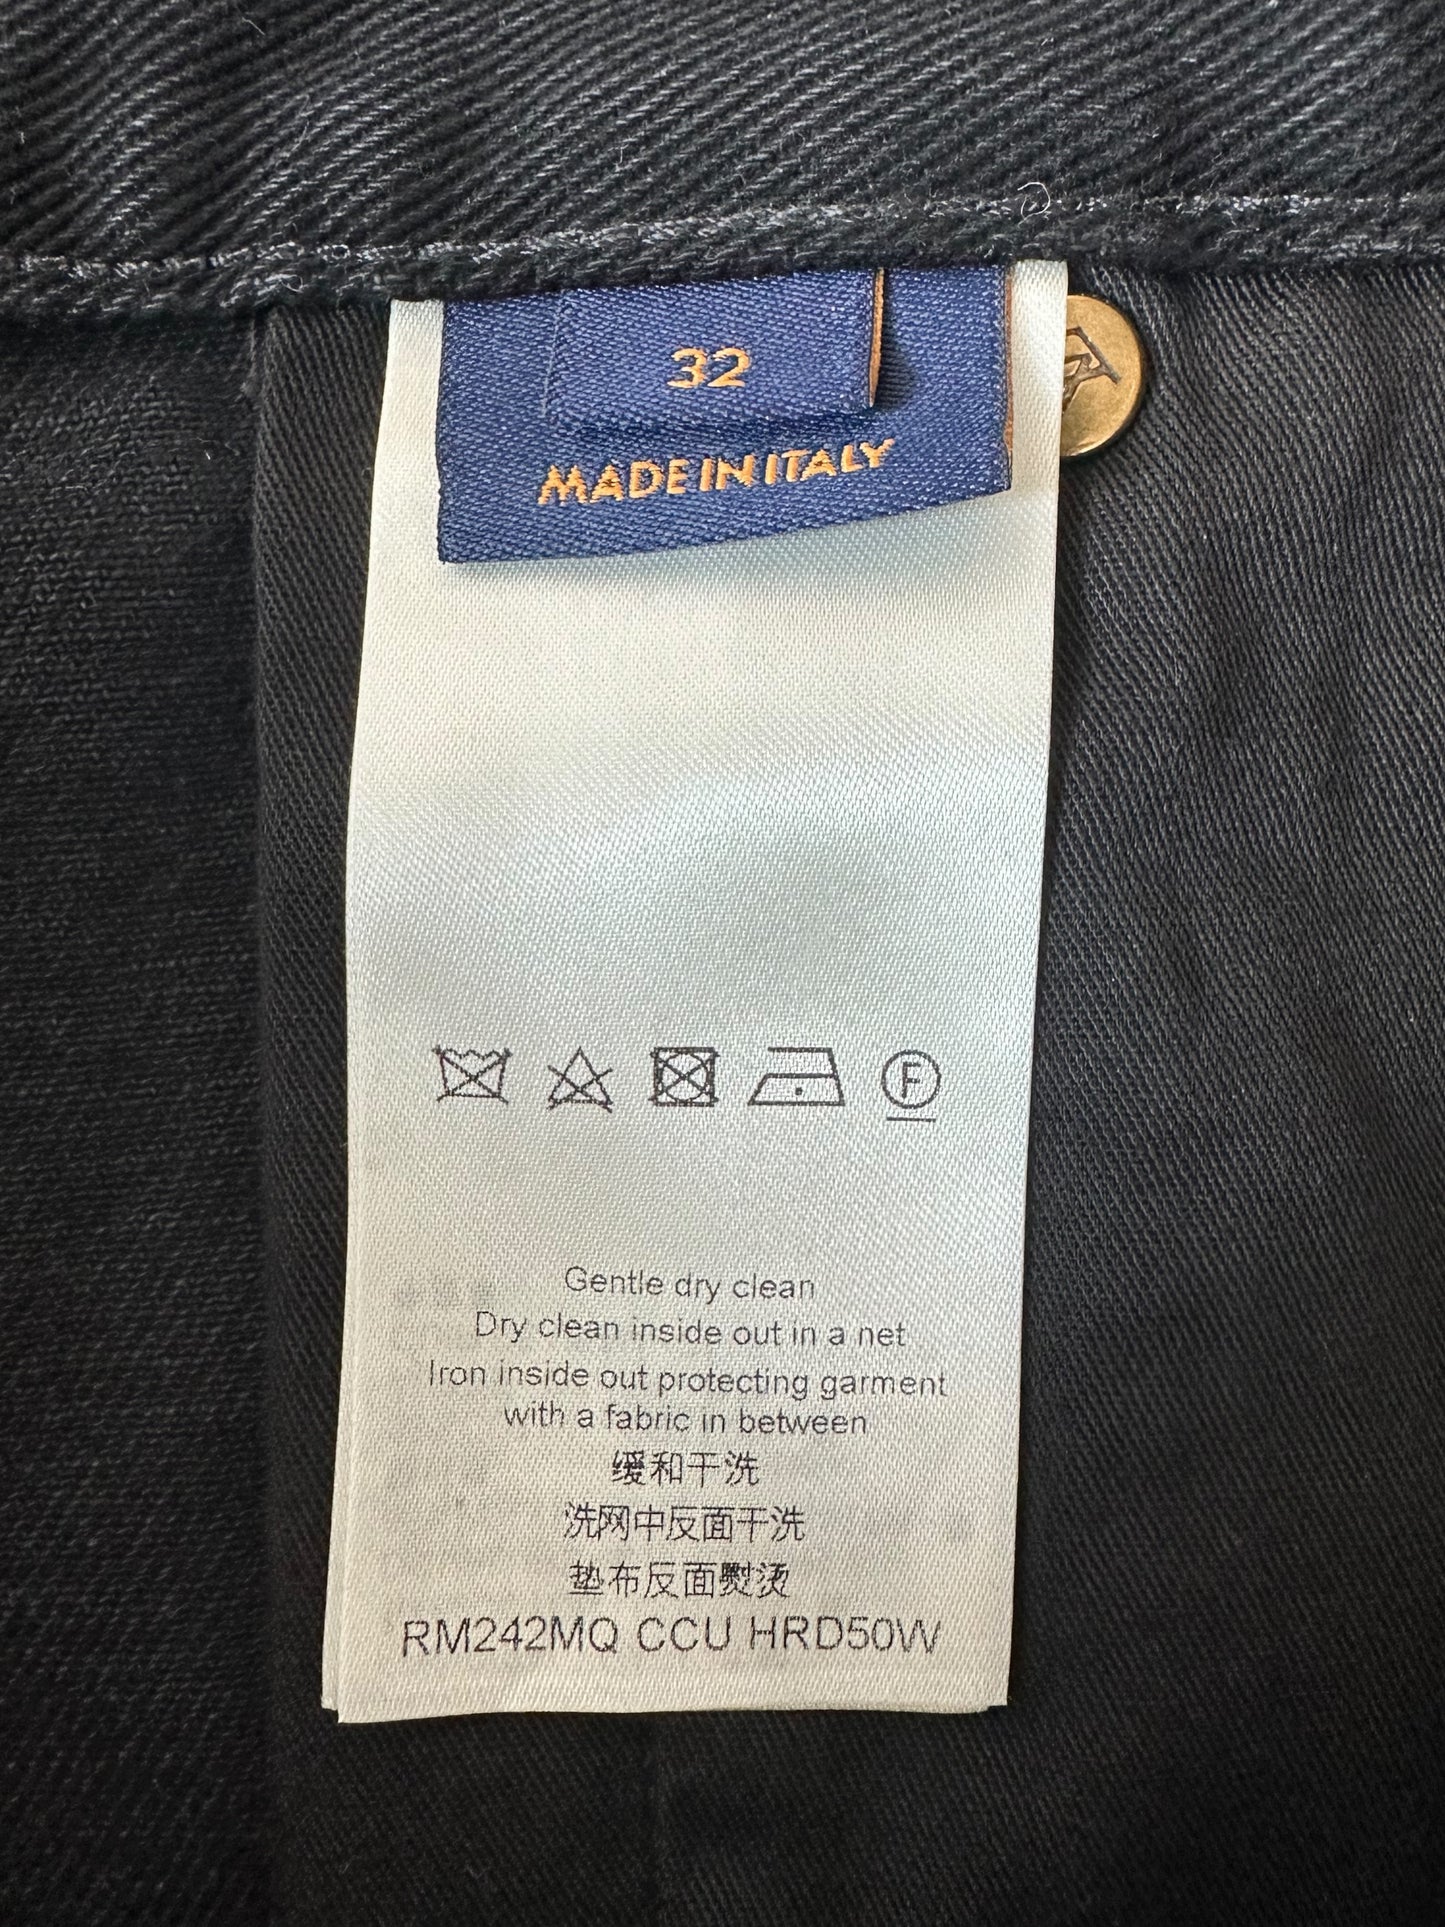 32
MADE IN ITALY
F
Gentle dry clean
Dry clean inside out in a net
Iron inside out protecting garment
with a fabric in between
缓和干洗
洗网中反面干洗
垫布反面熨烫
RM242MQ CCU HRD50W